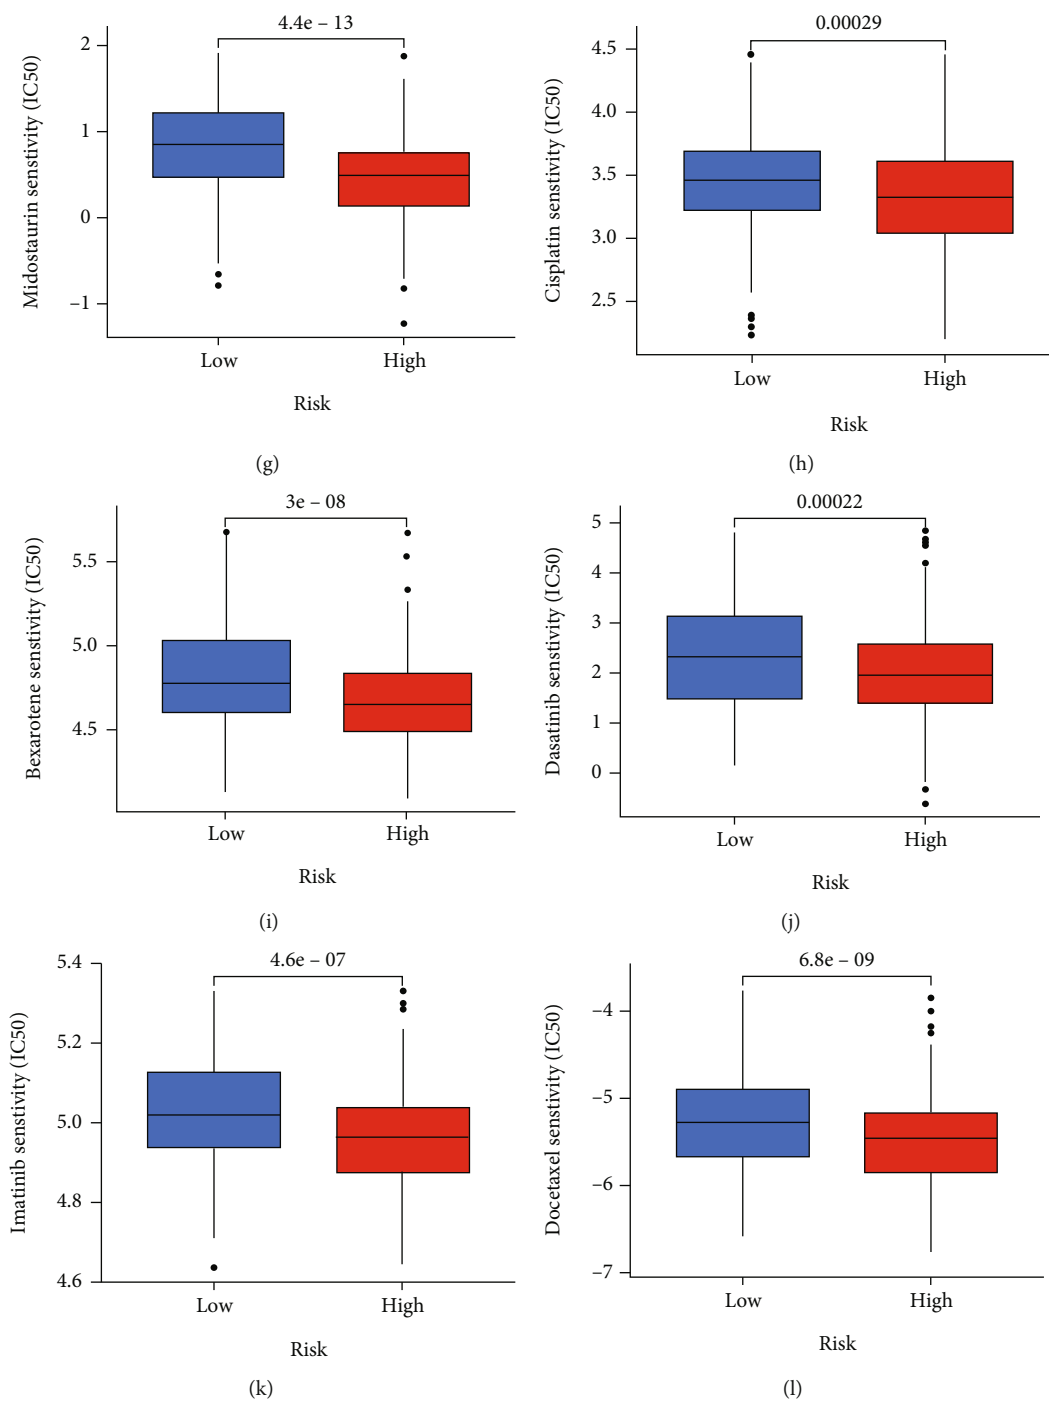 4.4e – 13
Midostaurin senstivity (IC50)
2
1
0
–1
Low
High
Risk
(g)
0.00029
Cisplatin senstivity (IC50)
4.5
4.0
3.5
3.0
2.5
Low
High
Risk
(h)
3e – 08
Bexarotene senstivity (IC50)
5.5
5.0
4.5
Low
High
Risk
(i)
0.00022
Dasatinib senstivity (IC50)
5
4
3
2
1
0
Low
High
Risk
(j)
4.6e – 07
Imatinib senstivity (IC50)
5.4
5.2
5.0
4.8
4.6
Low
High
Risk
(k)
6.8e – 09
Docetaxel senstivity (IC50)
–4
–5
–6
–7
Low
High
Risk
(l)